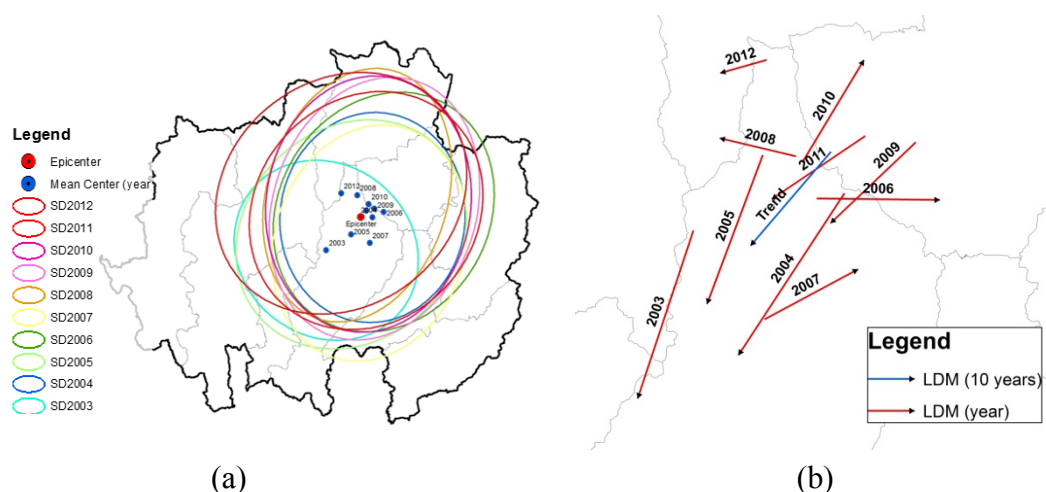 Legend
Epicenter
Mean Center (year
SD2012
SD2011
SD2010
SD2009
SD2008
SD2007
SD2006
SD2005
SD2004
SD2003
2012
2008
2010
2009
2006
Epicenter
2005
2007
2003
(a)
2012
2010
2008
2011
2009
2006
Trend
2005
2004
2007
2003
Legend
LDM (10 years)
LDM (year)
(b)